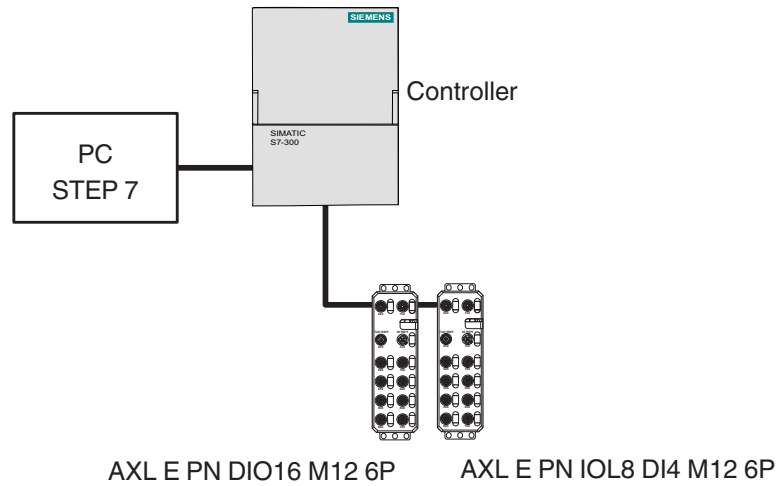 SIEMENS
Controller
SIMATIC
S7-300
PC
STEP 7
AXL E PN DIO16 M12 6P
AXL E PN IOL8 DI4 M12 6P